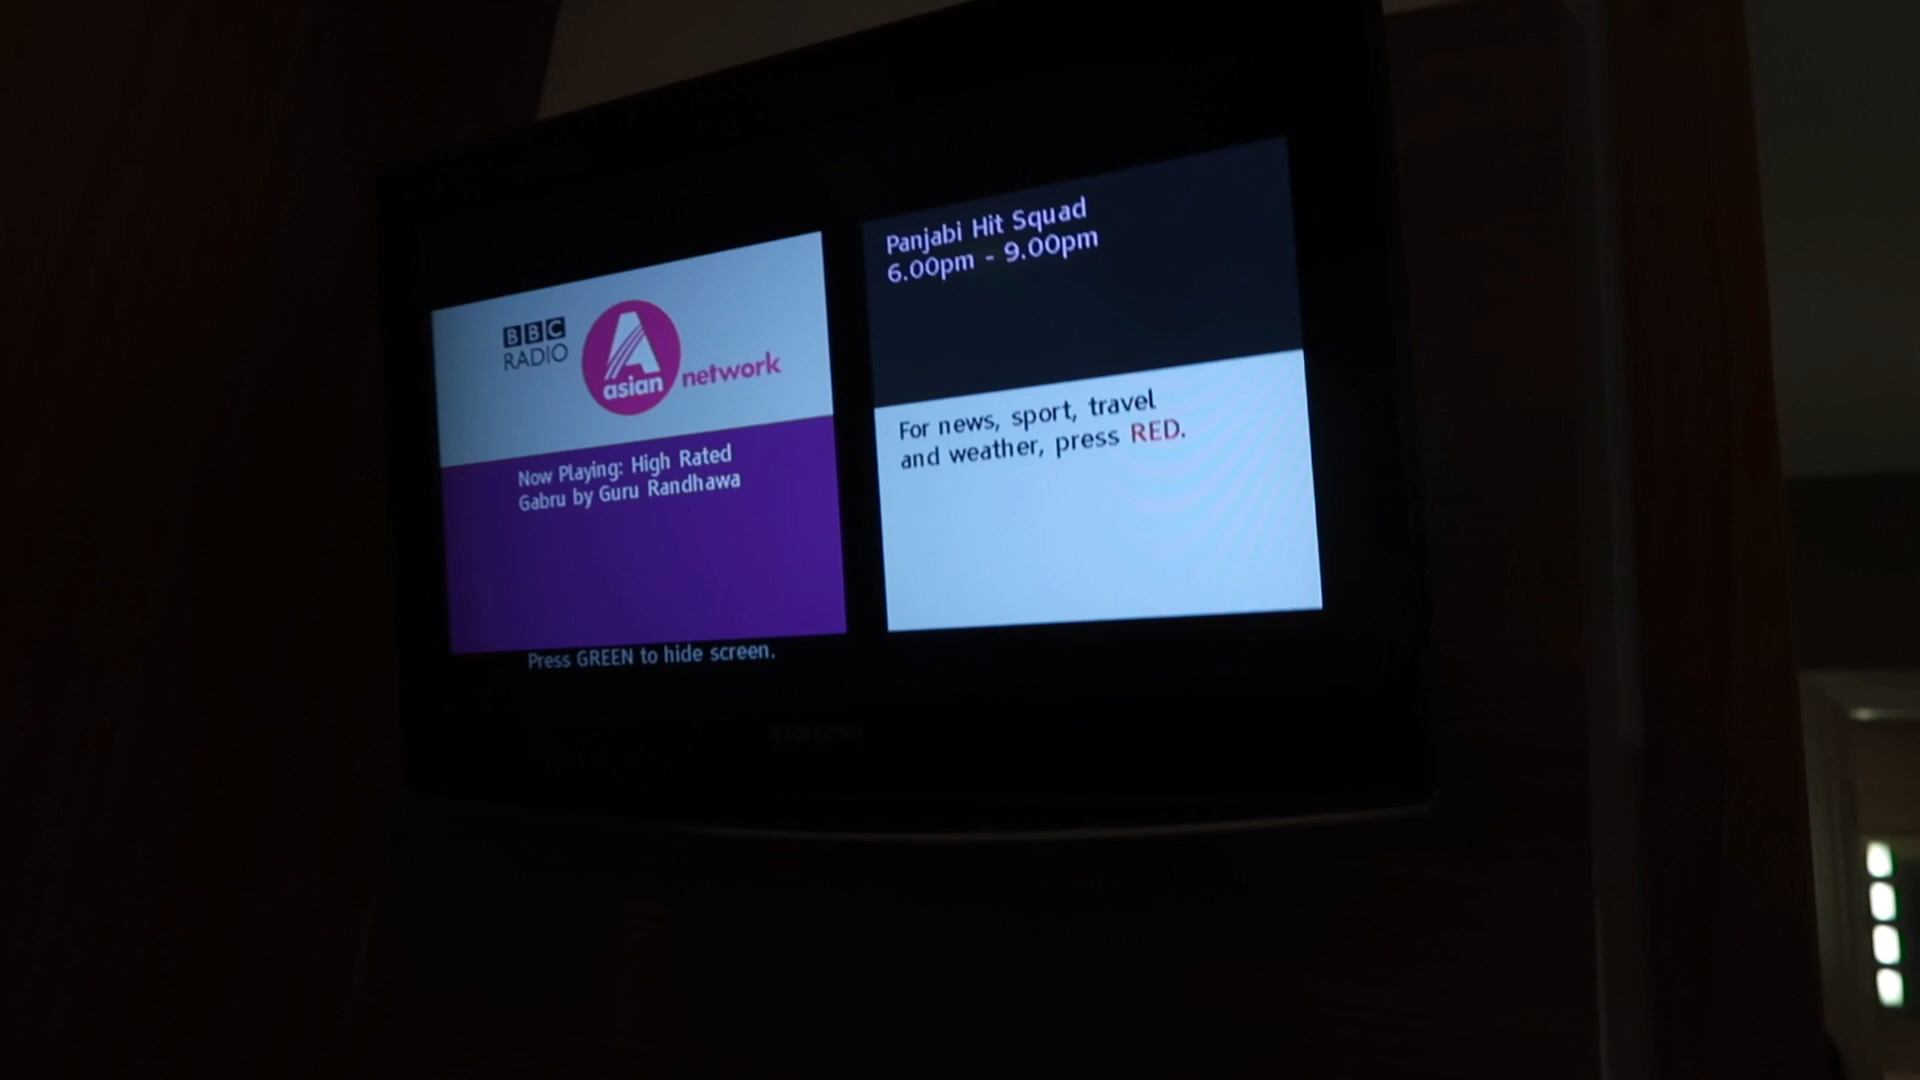 BBC
RADIO
A
asian network
Now Playing: High Rated
Gabru by Guru Randhawa
Press GREEN to hide screen.
Panjabi Hit Squad
6.00pm - 9.00pm
For news, sport, travel
and weather, press RED.
SAMSUNG